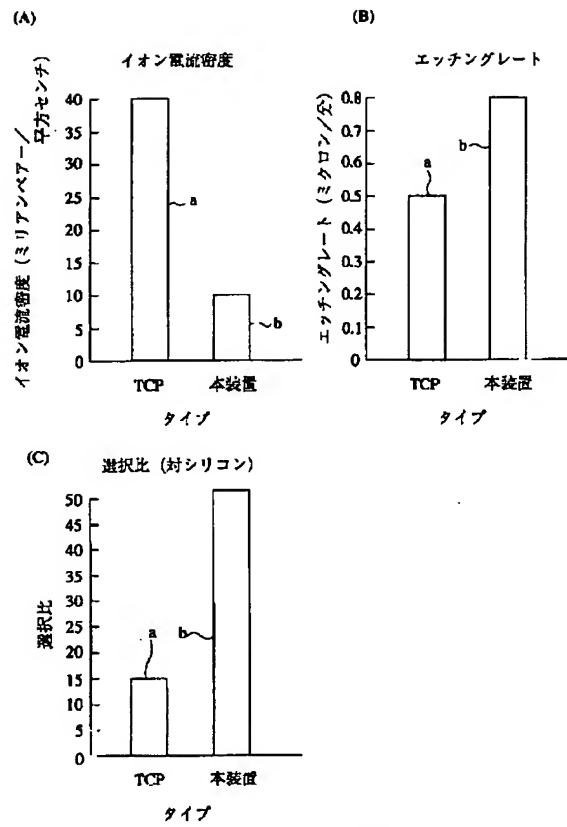 (A)
イオン電流密度
イオン電流密度 (ミリアンペアー/
平方センチ)
40
35
30
25
20
15
10
5
0
a
b
TCP 本装置
タイプ
(B)
エッチングレート
エッチングレート (ミクロン/分)
0.8
0.7
0.6
0.5
0.4
0.3
0.2
0.1
0
a
b
TCP 本装置
タイプ
(C)
選択比 (対シリコン)
選択比
50
45
40
35
30
25
20
15
10
5
0
a
b
TCP 本装置
タイプ